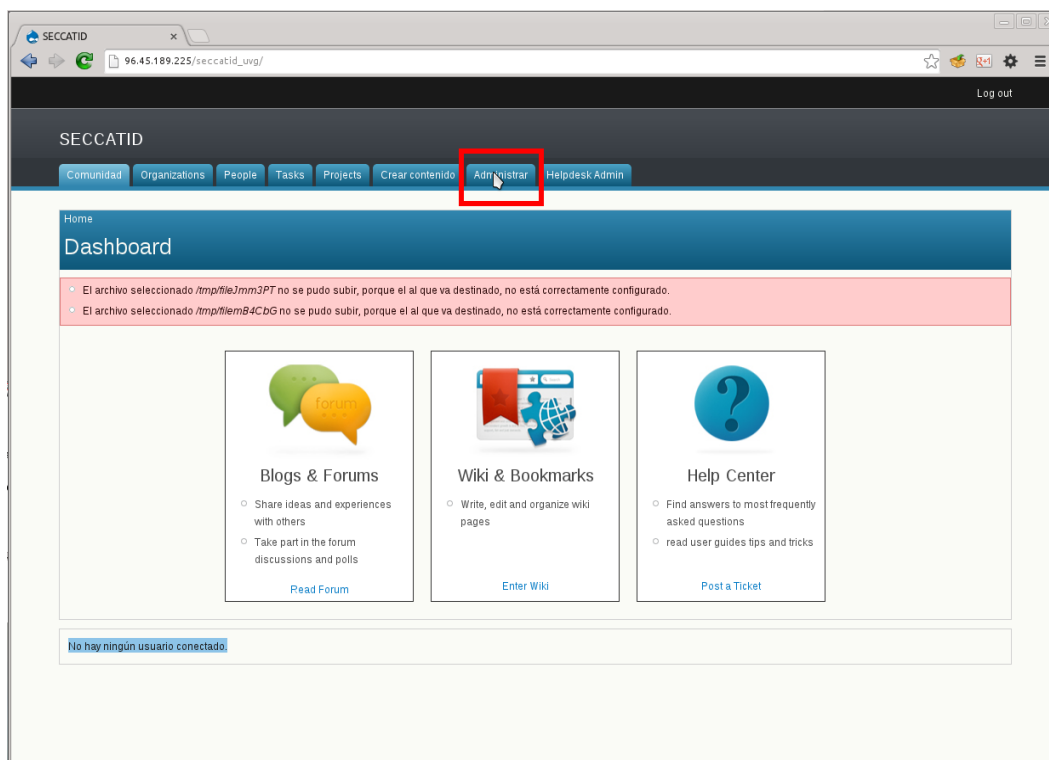 SECCATID
96.45.189.225/seccatid_uvg/
Log out
SECCATID
Comunidad Organizations People Tasks Projects Crear contenido Administrar Helpdesk Admin
Home
Dashboard
El archivo seleccionado /tmp/fileJmm3PT no se pudo subir, porque el al que va destinado, no está correctamente configurado.
El archivo seleccionado /tmp/filemB4CbG no se pudo subir, porque el al que va destinado, no está correctamente configurado.
forum
Blogs & Forums
Share ideas and experiences
with others
Take part in the forum
discussions and polls
Read Forum
Wiki & Bookmarks
Write, edit and organize wiki
pages
Enter Wiki
?
Help Center
Find answers to most frequently
asked questions
read user guides tips and tricks
Post a Ticket
No hay ningún usuario conectado.